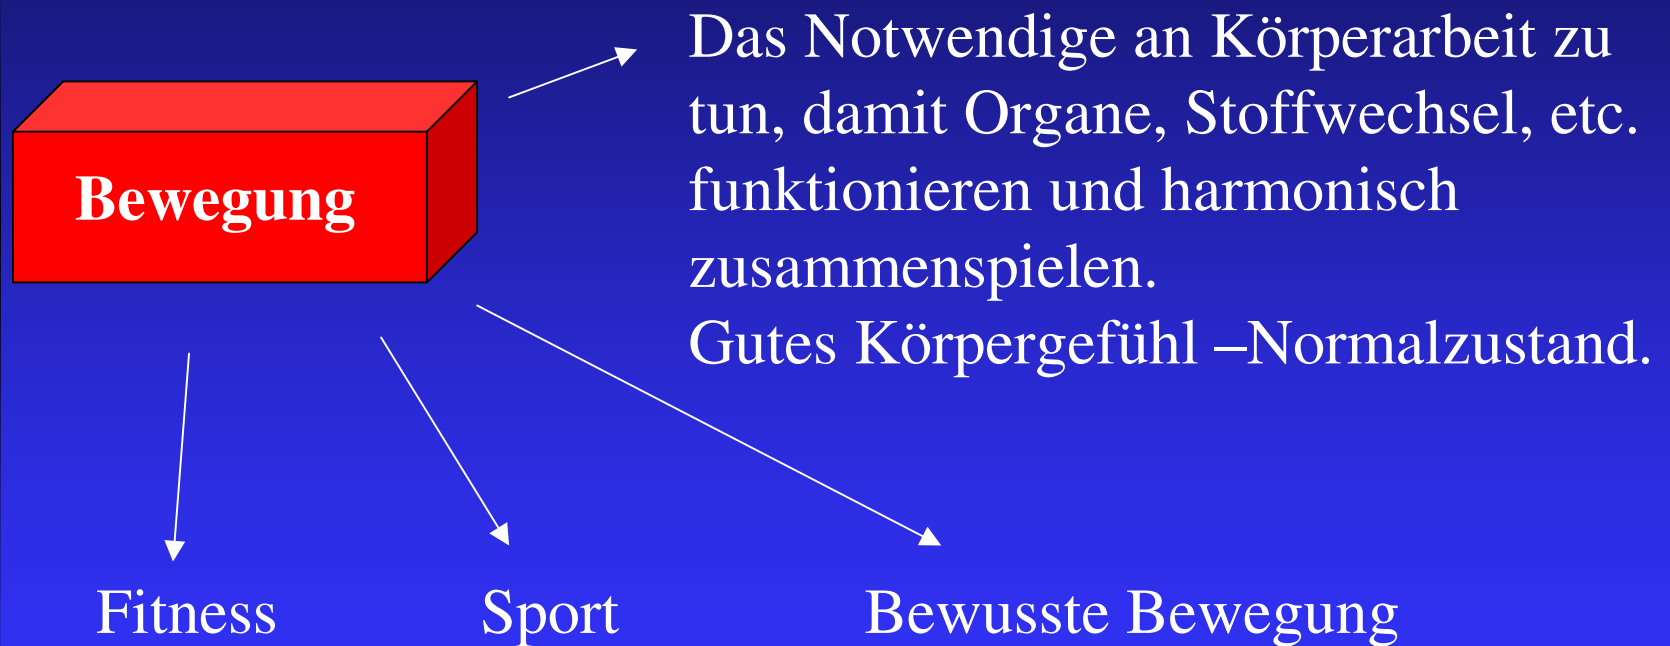 Das Notwendige an Körperarbeit zu
tun, damit Organe, Stoffwechsel, etc.
funktionieren und harmonisch
zusammenspielen.
Gutes Körpergefühl –Normalzustand.
Bewegung
Fitness
Sport
Bewusste Bewegung